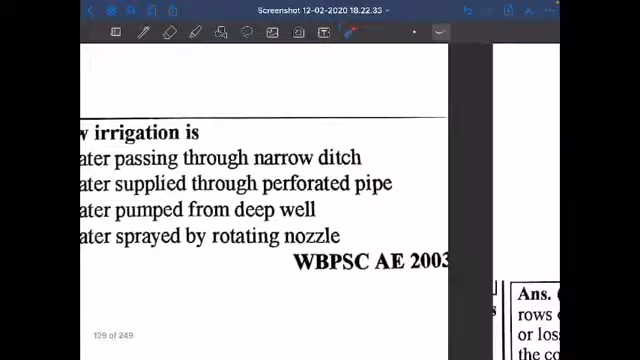 Screenshot 12-02-2020 18.22.33
w irrigation is
ater passing through narrow ditch
ater supplied through perforated pipe
ater pumped from deep well
ater sprayed by rotating nozzle
WBPSC AE 2003
129 of 249
Ans.
rows
or los
the co